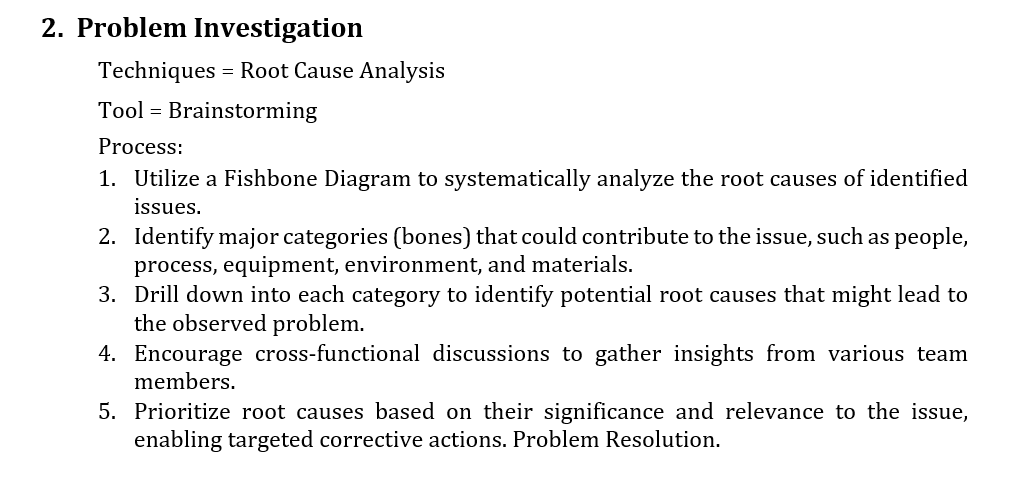 2. Problem Investigation
Techniques = Root Cause Analysis
Tool = Brainstorming
Process:
1. Utilize a Fishbone Diagram to systematically analyze the root causes of identified
issues.
2. Identify major categories (bones) that could contribute to the issue, such as people,
process, equipment, environment, and materials.
3. Drill down into each category to identify potential root causes that might lead to
the observed problem.
4. Encourage cross-functional discussions to gather insights from various team
members.
5. Prioritize root causes based on their significance and relevance to the issue,
enabling targeted corrective actions. Problem Resolution.